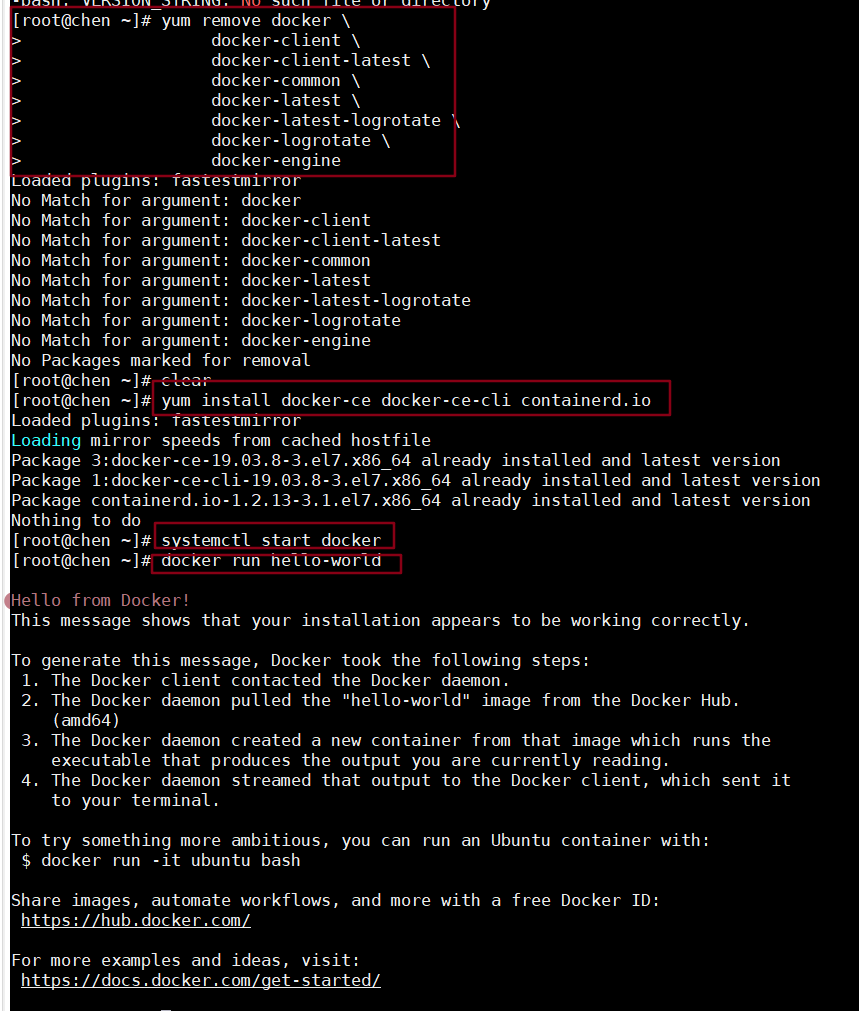 -bash: VERSION_STRING: No such file or directory
[root@chen ~]# yum remove docker \
>                   docker-client \
>                   docker-client-latest \
>                   docker-common \
>                   docker-latest \
>                   docker-latest-logrotate \
>                   docker-logrotate \
>                   docker-engine
Loaded plugins: fastestmirror
No Match for argument: docker
No Match for argument: docker-client
No Match for argument: docker-client-latest
No Match for argument: docker-common
No Match for argument: docker-latest
No Match for argument: docker-latest-logrotate
No Match for argument: docker-logrotate
No Match for argument: docker-engine
No Packages marked for removal
[root@chen ~]# clear
[root@chen ~]# yum install docker-ce docker-ce-cli containerd.io
Loaded plugins: fastestmirror
Loading mirror speeds from cached hostfile
Package 3:docker-ce-19.03.8-3.el7.x86_64 already installed and latest version
Package 1:docker-ce-cli-19.03.8-3.el7.x86_64 already installed and latest version
Package containerd.io-1.2.13-3.1.el7.x86_64 already installed and latest version
Nothing to do
[root@chen ~]# systemctl start docker
[root@chen ~]# docker run hello-world

Hello from Docker!
This message shows that your installation appears to be working correctly.

To generate this message, Docker took the following steps:
 1. The Docker client contacted the Docker daemon.
 2. The Docker daemon pulled the "hello-world" image from the Docker Hub.
    (amd64)
 3. The Docker daemon created a new container from that image which runs the
    executable that produces the output you are currently reading.
 4. The Docker daemon streamed that output to the Docker client, which sent it
    to your terminal.

To try something more ambitious, you can run an Ubuntu container with:
 $ docker run -it ubuntu bash

Share images, automate workflows, and more with a free Docker ID:
 https://hub.docker.com/

For more examples and ideas, visit:
 https://docs.docker.com/get-started/